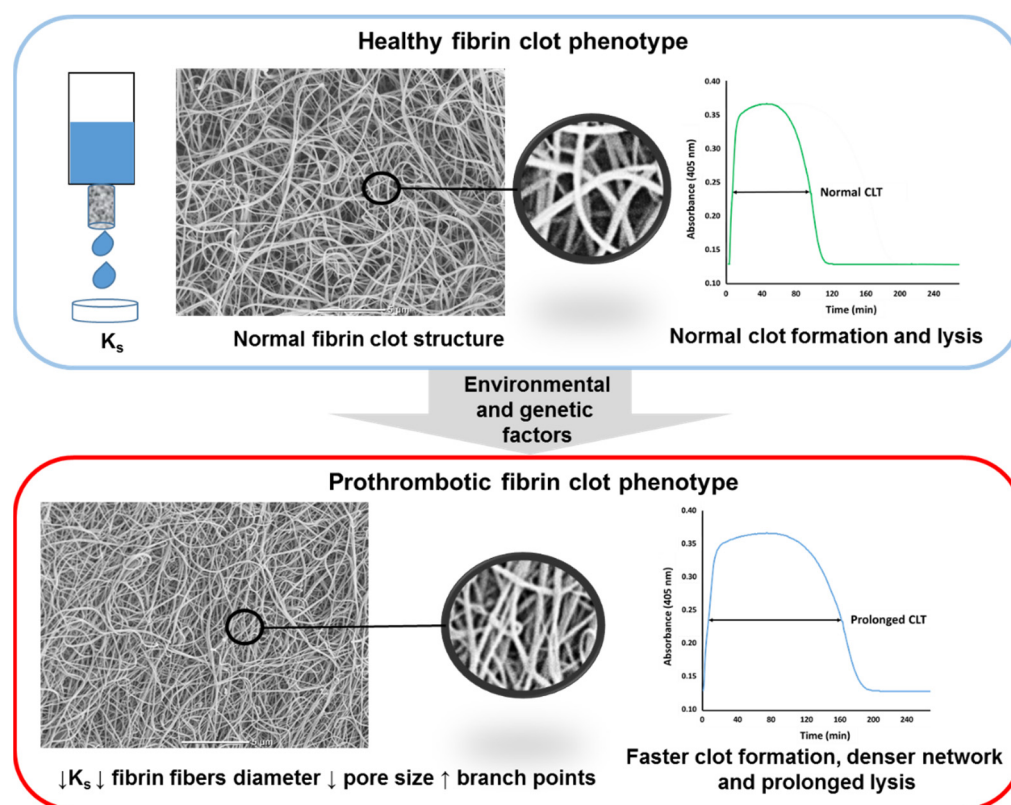 Healthy fibrin clot phenotype
Ks
Normal fibrin clot structure
Absorbance (405 nm)
0.40
0.35
0.30
0.25
0.20
0.15
0.10
Normal CLT
0 40 80 120 160 200 240
Time (min)
Normal clot formation and lysis
Environmental
and genetic
factors
Prothrombotic fibrin clot phenotype
↓Ks ↓ fibrin fibers diameter ↓ pore size ↑ branch points
Absorbance (405 nm)
0.40
0.35
0.30
0.25
0.20
0.15
0.10
Prolonged CLT
0 40 80 120 160 200 240
Time (min)
Faster clot formation, denser network
and prolonged lysis